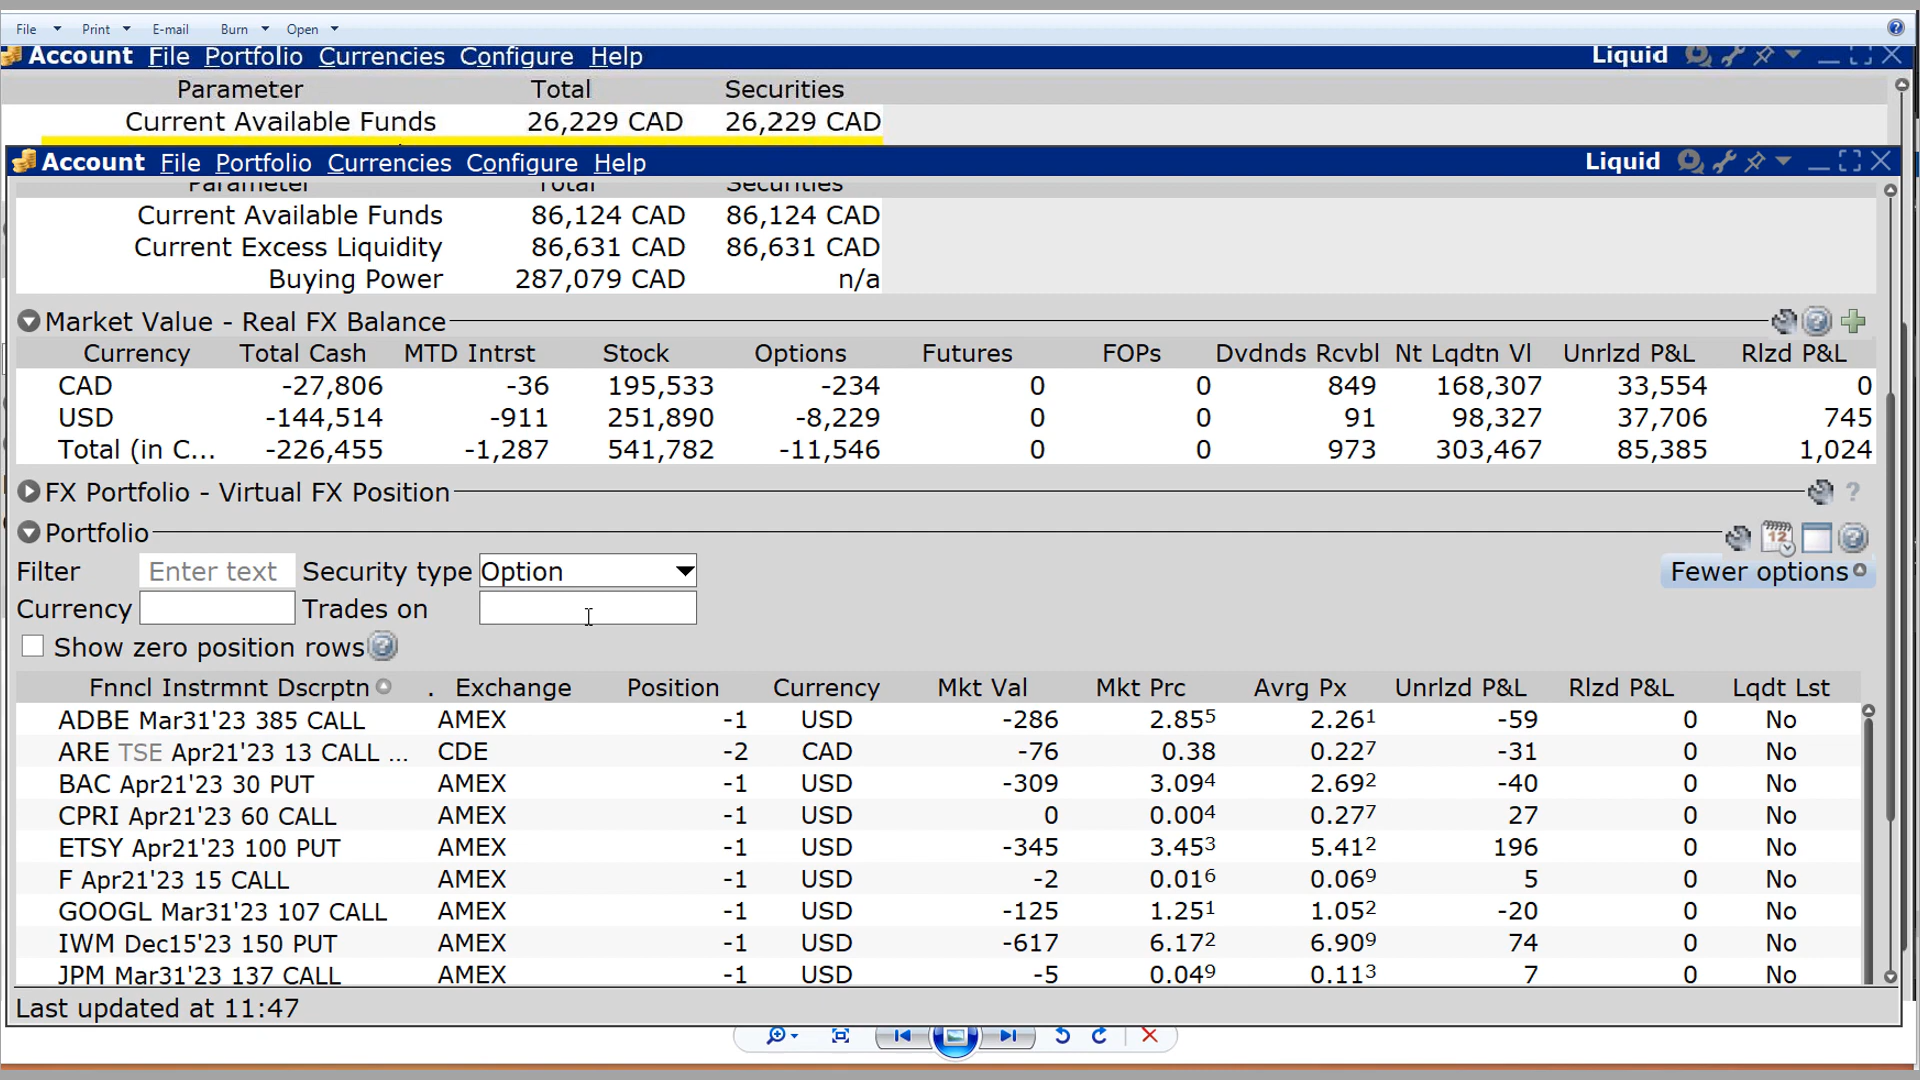 File Print E-mail Burn Open
Account File Portfolio Currencies Configure Help Liquid
Parameter Total Securities
Current Available Funds 26,229 CAD 26,229 CAD
Account File Portfolio Currencies Configure Help Liquid
Parameter Total Securities
Current Available Funds 86,124 CAD 86,124 CAD
Current Excess Liquidity 86,631 CAD 86,631 CAD
Buying Power 287,079 CAD n/a
Market Value - Real FX Balance
Currency Total Cash MTD Intrst Stock Options Futures FOPs Dvdnds Rcvbl Nt Lqdtn Vl Unrlzd P&L Rlzd P&L
CAD -27,806 -36 195,533 -234 0 0 849 168,307 33,554 0
USD -144,514 -911 251,890 -8,229 0 0 91 98,327 37,706 745
Total (in C... -226,455 -1,287 541,782 -11,546 0 0 973 303,467 85,385 1,024
FX Portfolio - Virtual FX Position ?
Portfolio 12
Filter Enter text Security type Option Fewer options
Currency Trades on
Show zero position rows ?
Fnncl Instrmnt Dscrptn . Exchange Position Currency Mkt Val Mkt Prc Avrg Px Unrlzd P&L Rlzd P&L Lqdt Lst
ADBE Mar31'23 385 CALL AMEX -1 USD -286 2.85⁵ 2.26¹ -59 0 No
ARE TSE Apr21'23 13 CALL ... CDE -2 CAD -76 0.38 0.22⁷ -31 0 No
BAC Apr21'23 30 PUT AMEX -1 USD -309 3.09⁴ 2.69² -40 0 No
CPRI Apr21'23 60 CALL AMEX -1 USD 0 0.00⁴ 0.27⁷ 27 0 No
ETSY Apr21'23 100 PUT AMEX -1 USD -345 3.45³ 5.41² 196 0 No
F Apr21'23 15 CALL AMEX -1 USD -2 0.01⁶ 0.06⁹ 5 0 No
GOOGL Mar31'23 107 CALL AMEX -1 USD -125 1.25¹ 1.05² -20 0 No
IWM Dec15'23 150 PUT AMEX -1 USD -617 6.17² 6.90⁹ 74 0 No
JPM Mar31'23 137 CALL AMEX -1 USD -5 0.04⁹ 0.11³ 7 0 No
Last updated at 11:47